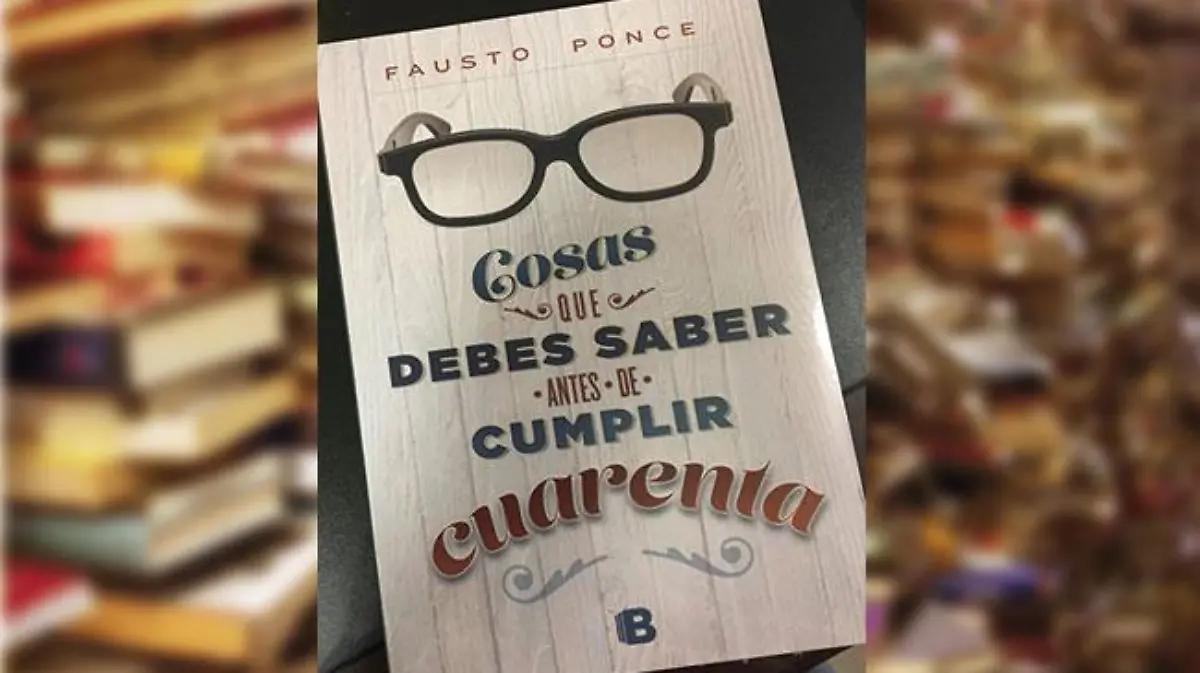 FAUSTO PONCE
Cosas
QUE
DEBES SABER
•ANTES•DE•
CUMPLIR
cuarenta
B